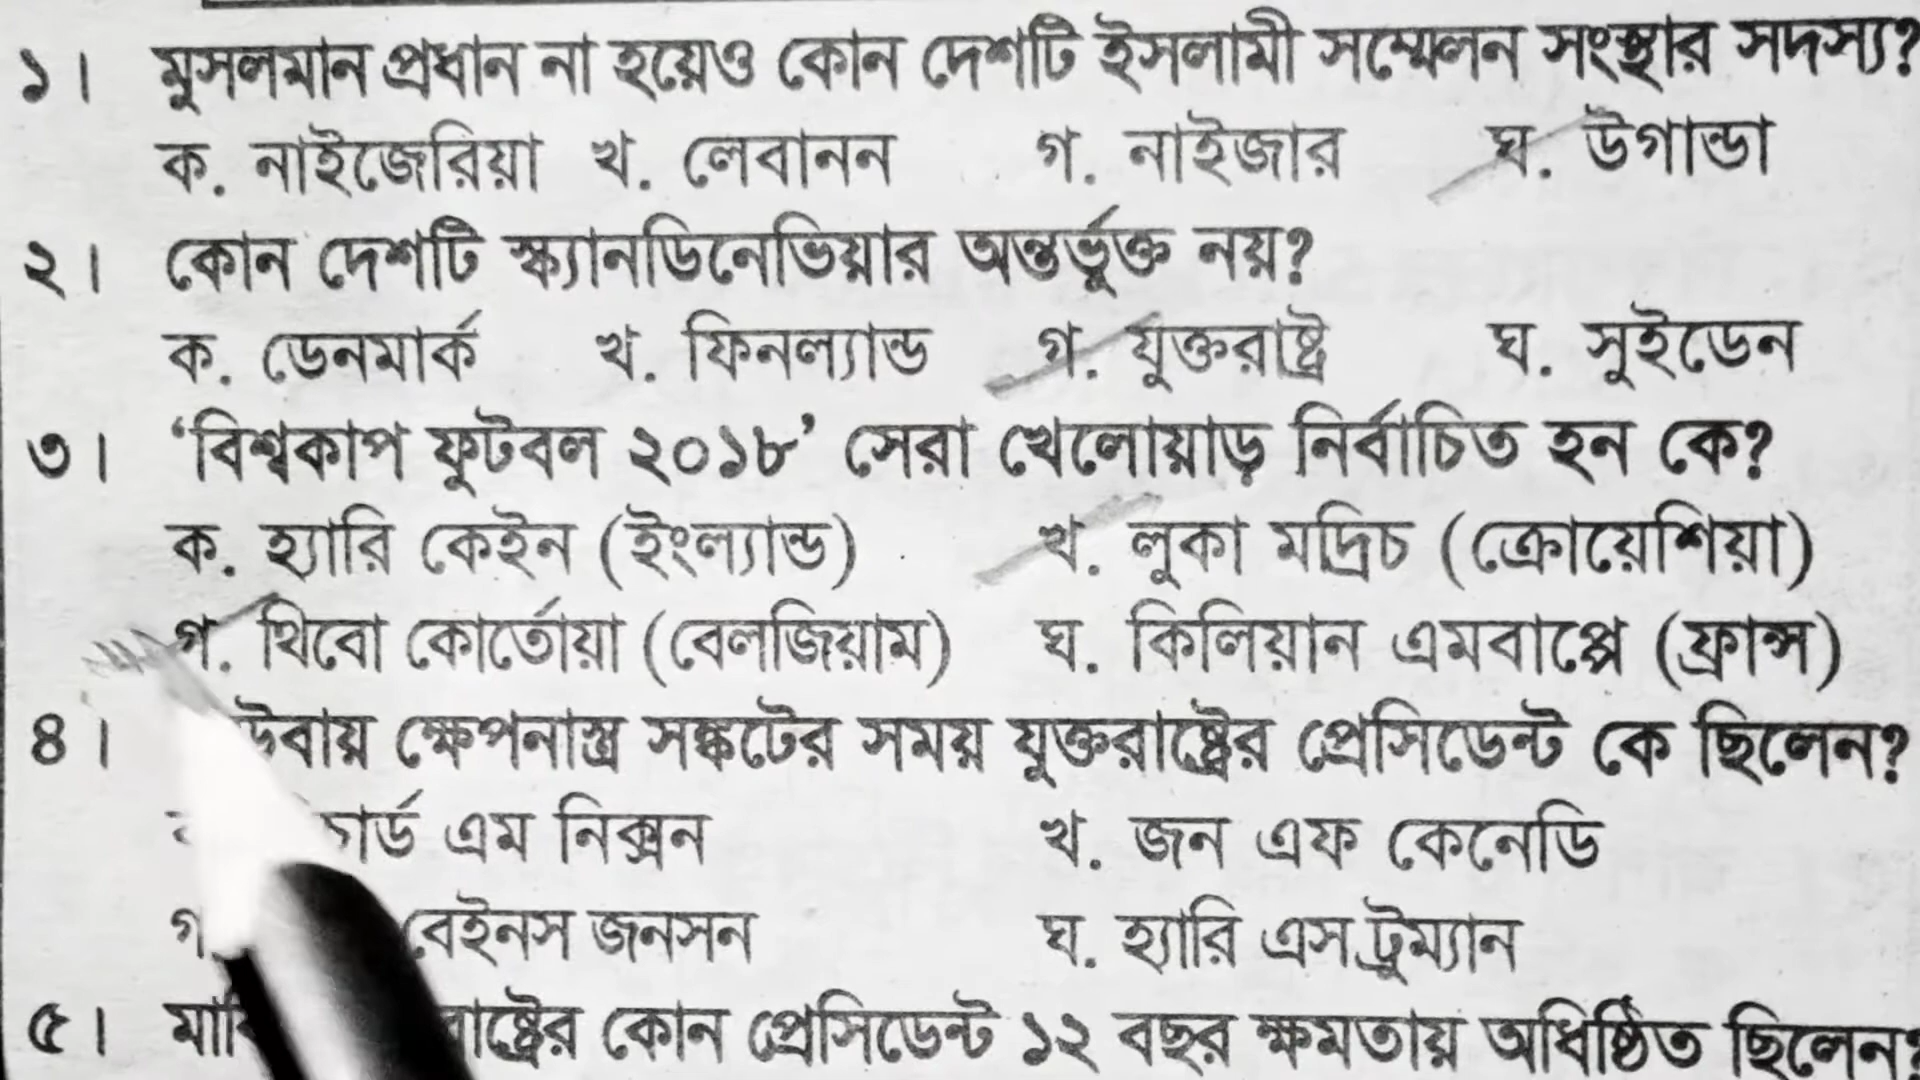 ১। মুসলমান প্রধান না হয়েও কোন দেশটি ইসলামী সম্মেলন সংস্থার সদস্য?
ক. নাইজেরিয়া খ. লেবানন গ. নাইজার ঘ. উগান্ডা
২। কোন দেশটি স্ক্যানডিনেভিয়ার অন্তর্ভুক্ত নয়?
ক. ডেনমার্ক খ. ফিনল্যান্ড গ. যুক্তরাষ্ট্র ঘ. সুইডেন
৩। ‘বিশ্বকাপ ফুটবল ২০১৮’ সেরা খেলোয়াড় নির্বাচিত হন কে?
ক. হ্যারি কেইন (ইংল্যান্ড) খ. লুকা মদ্রিচ (ক্রোয়েশিয়া)
গ. থিবো কোর্তোয়া (বেলজিয়াম) ঘ. কিলিয়ান এমবাপ্পে (ফ্রান্স)
৪। ক্ষেপনাস্ত্র সঙ্কটের সময় যুক্তরাষ্ট্রের প্রেসিডেন্ট কে ছিলেন?
এম নিক্সন খ. জন এফ কেনেডি
গ. বেইনস জনসন ঘ. হ্যারি এস ট্রুম্যান
৫। কোন প্রেসিডেন্ট ১২ বছর ক্ষমতায় অধিষ্ঠিত ছিলেন?